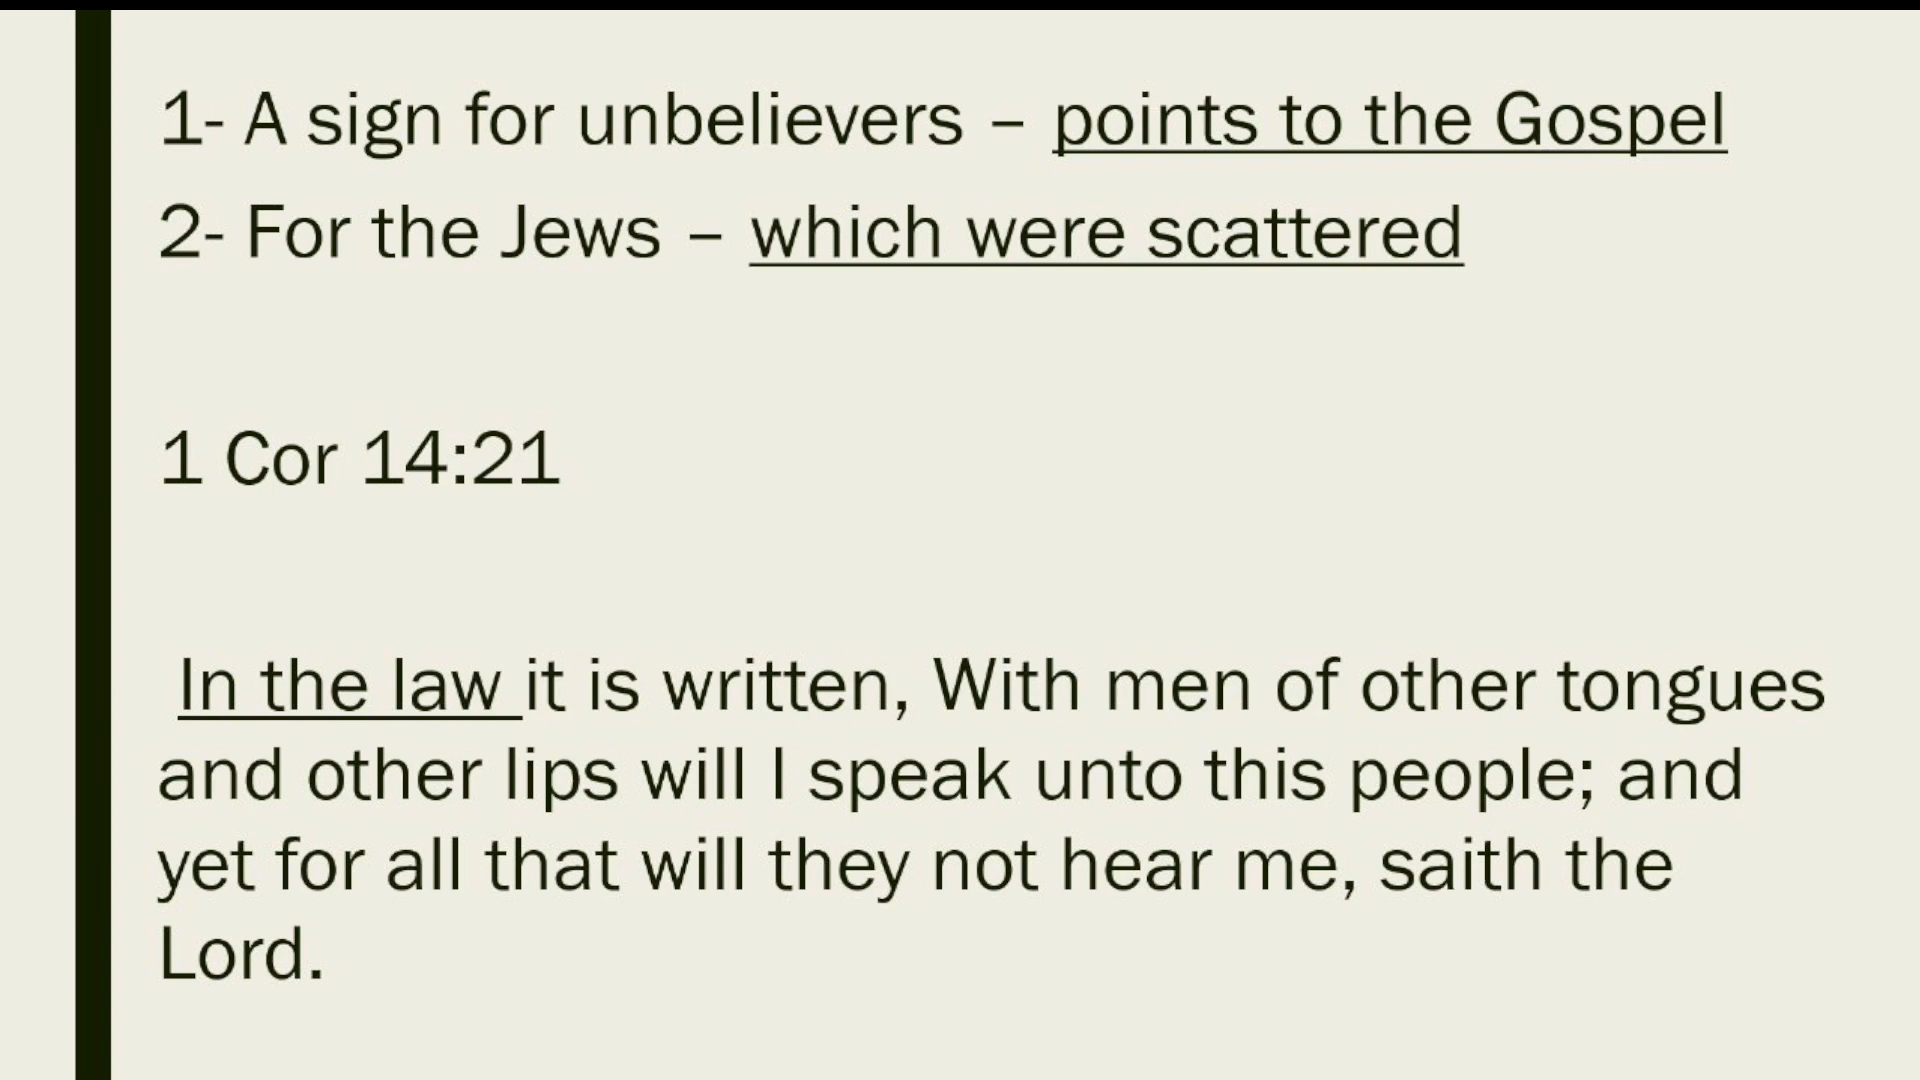 1- A sign for unbelievers – points to the Gospel
2- For the Jews – which were scattered
1 Cor 14:21
In the law it is written, With men of other tongues
and other lips will I speak unto this people; and
yet for all that will they not hear me, saith the
Lord.